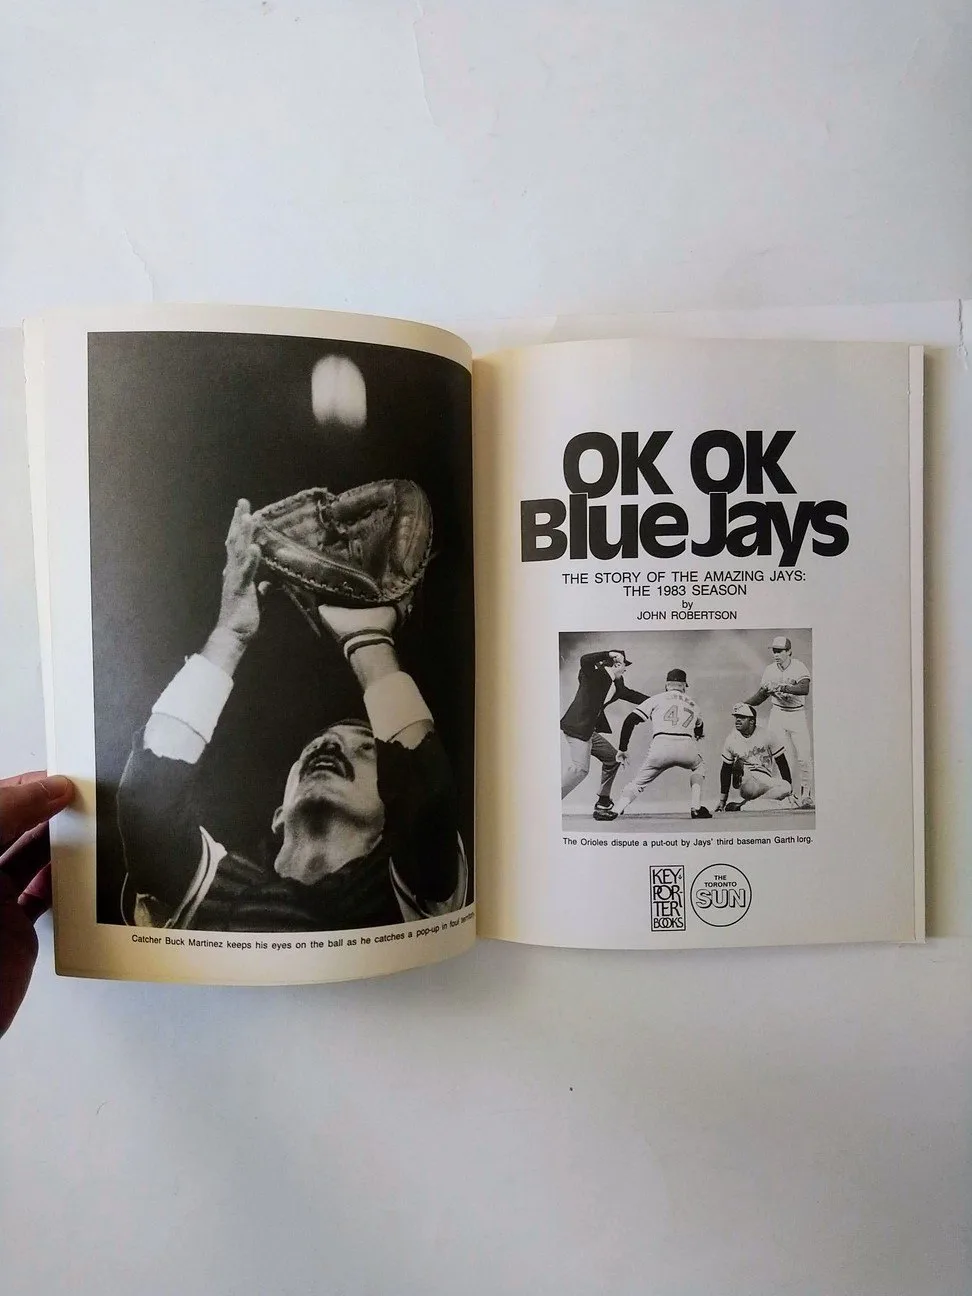 Catcher Buck Martinez keeps his eyes on the ball as he catches a pop-up in foul territory.
OK OK
Blue Jays
THE STORY OF THE AMAZING JAYS:
THE 1983 SEASON
by
JOHN ROBERTSON
47
The Orioles dispute a put-out by Jays' third baseman Garth Iorg.
KEY
POR
TER
BOOKS
THE
TORONTO
SUN